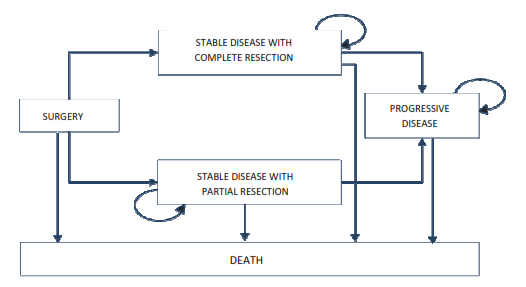 STABLE DISEASE WITH
COMPLETE RESECTION
SURGERY
PROGRESSIVE
DISEASE
STABLE DISEASE WITH
PARTIAL RESECTION
DEATH